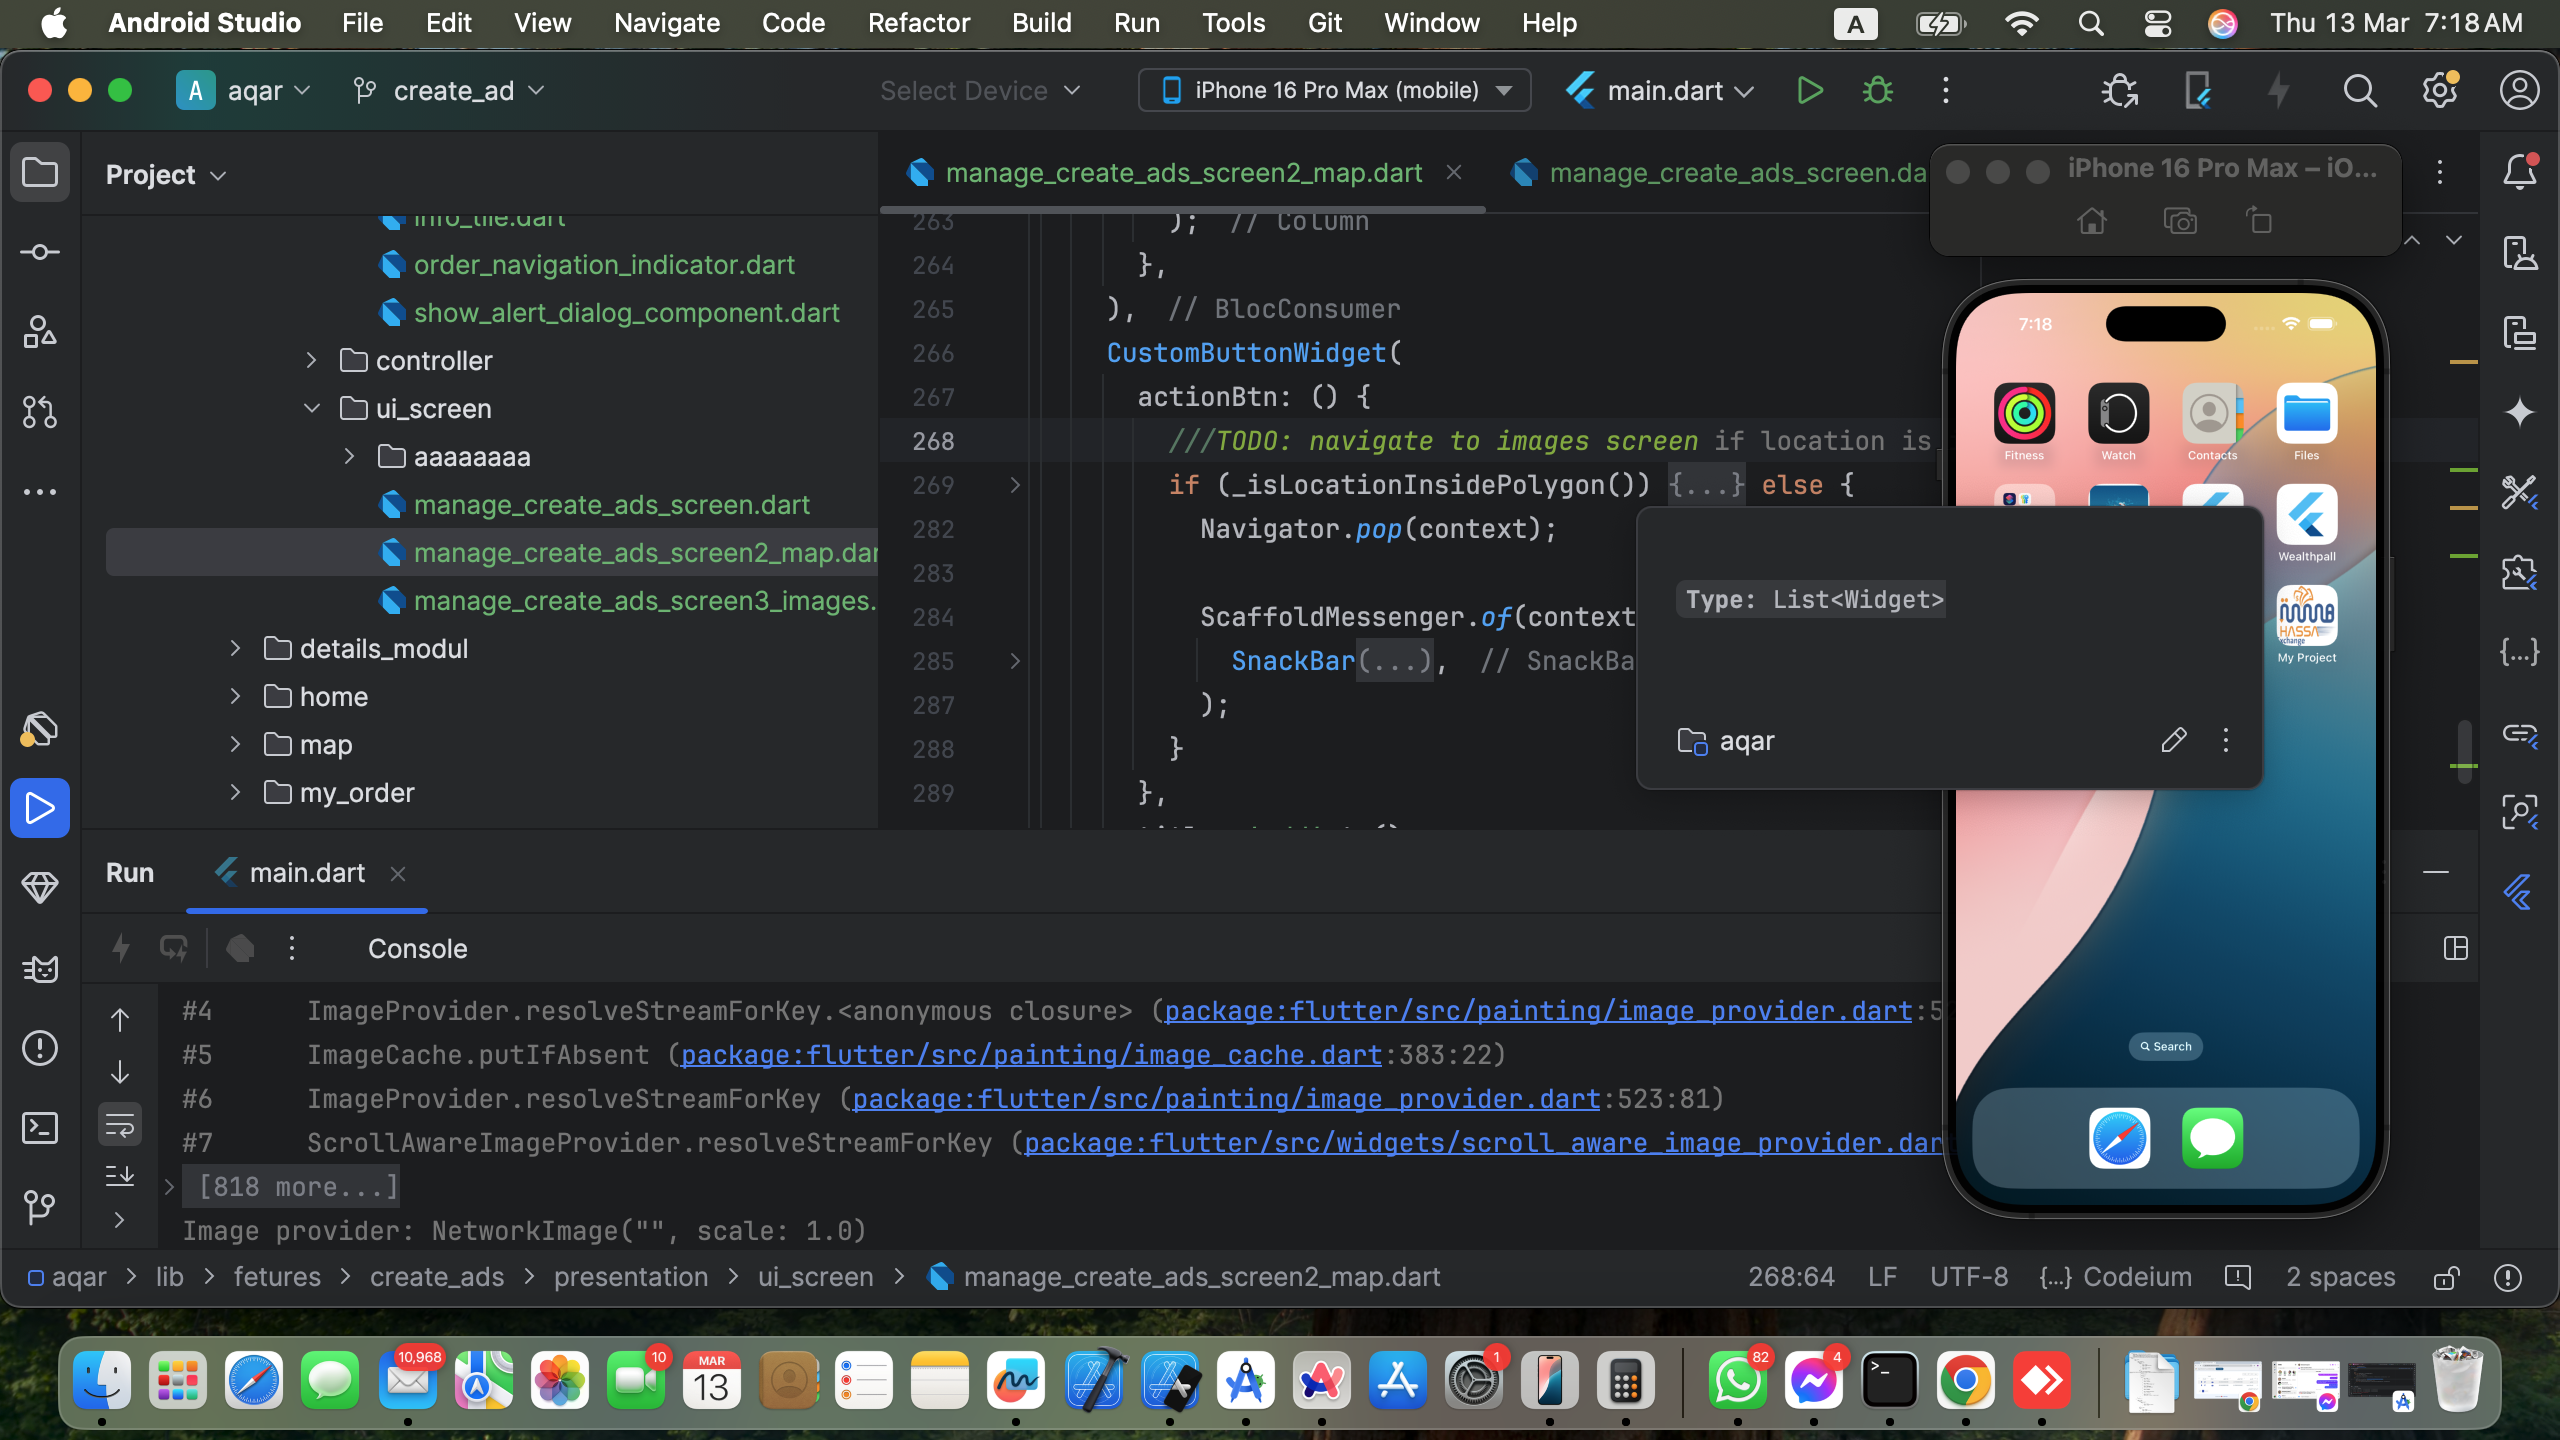 Android Studio File Edit View Navigate Code Refactor Build Run Tools Git Window Help A Thu 13 Mar 7:18 AM
A aqar create_ad Select Device iPhone 16 Pro Max (mobile) main.dart
Project
info_tile.dart
order_navigation_indicator.dart
show_alert_dialog_component.dart
controller
ui_screen
aaaaaaaa
manage_create_ads_screen.dart
manage_create_ads_screen2_map.dar
manage_create_ads_screen3_images.
details_modul
home
map
my_order
manage_create_ads_screen2_map.dart manage_create_ads_screen.da
263 ); // Column
264 },
265 ), // BlocConsumer
266 CustomButtonWidget(
267 actionBtn: () {
268 ///TODO: navigate to images screen if location is
269 if (_isLocationInsidePolygon()) {...} else {
282 Navigator.pop(context);
283
284 ScaffoldMessenger.of(context
285 SnackBar(...), // SnackBa
287 );
288 }
289 },
Type: List<Widget>
aqar
iPhone 16 Pro Max – iO...
7:18
Fitness Watch Contacts Files
Wealthpall
HASSA
xchange
My Project
Search
Run main.dart
Console
#4 ImageProvider.resolveStreamForKey.<anonymous closure> (package:flutter/src/painting/image_provider.dart:52
#5 ImageCache.putIfAbsent (package:flutter/src/painting/image_cache.dart:383:22)
#6 ImageProvider.resolveStreamForKey (package:flutter/src/painting/image_provider.dart:523:81)
#7 ScrollAwareImageProvider.resolveStreamForKey (package:flutter/src/widgets/scroll_aware_image_provider.dart
[818 more...]
Image provider: NetworkImage("", scale: 1.0)
aqar lib fetures create_ads presentation ui_screen manage_create_ads_screen2_map.dart 268:64 LF UTF-8 {...} Codeium 2 spaces
10,968 10 MAR 13 1 82 4